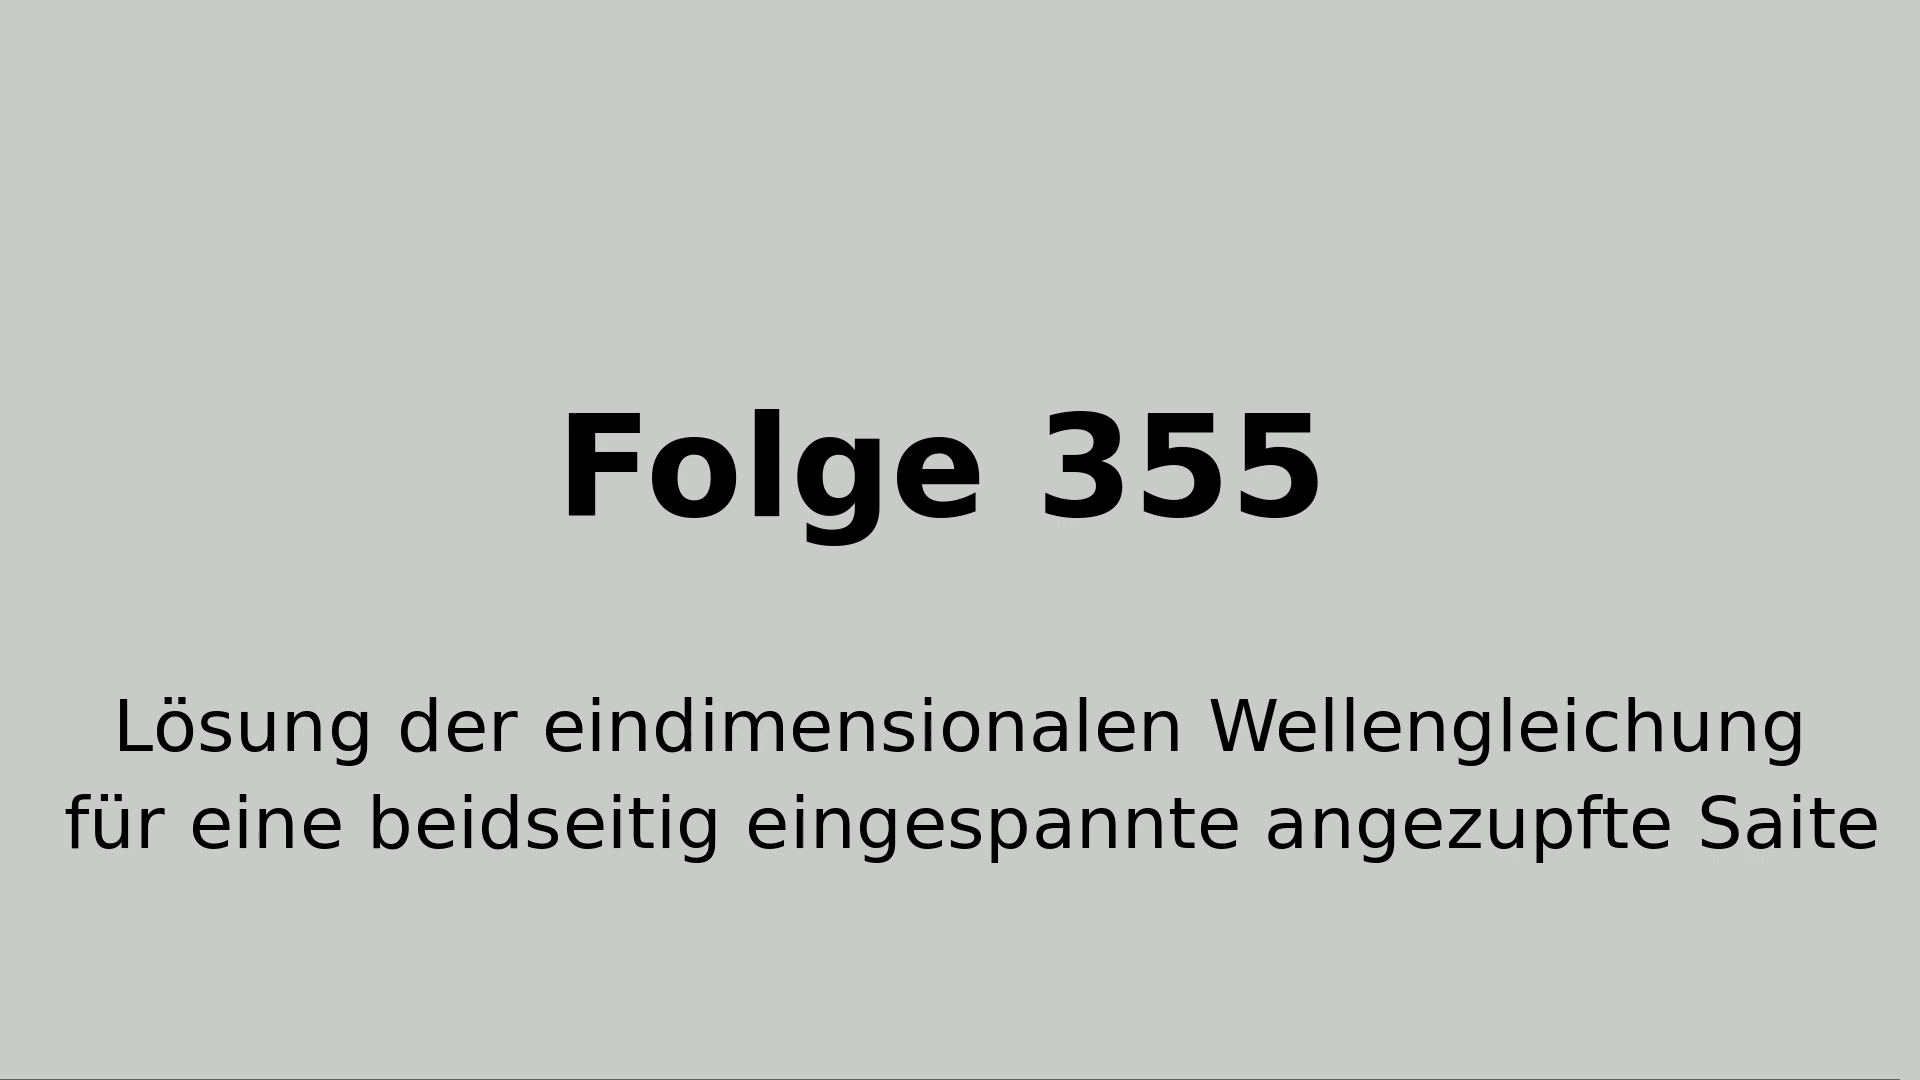 Folge 355
Lösung der eindimensionalen Wellengleichung
für eine beidseitig eingespannte angezupfte Saite